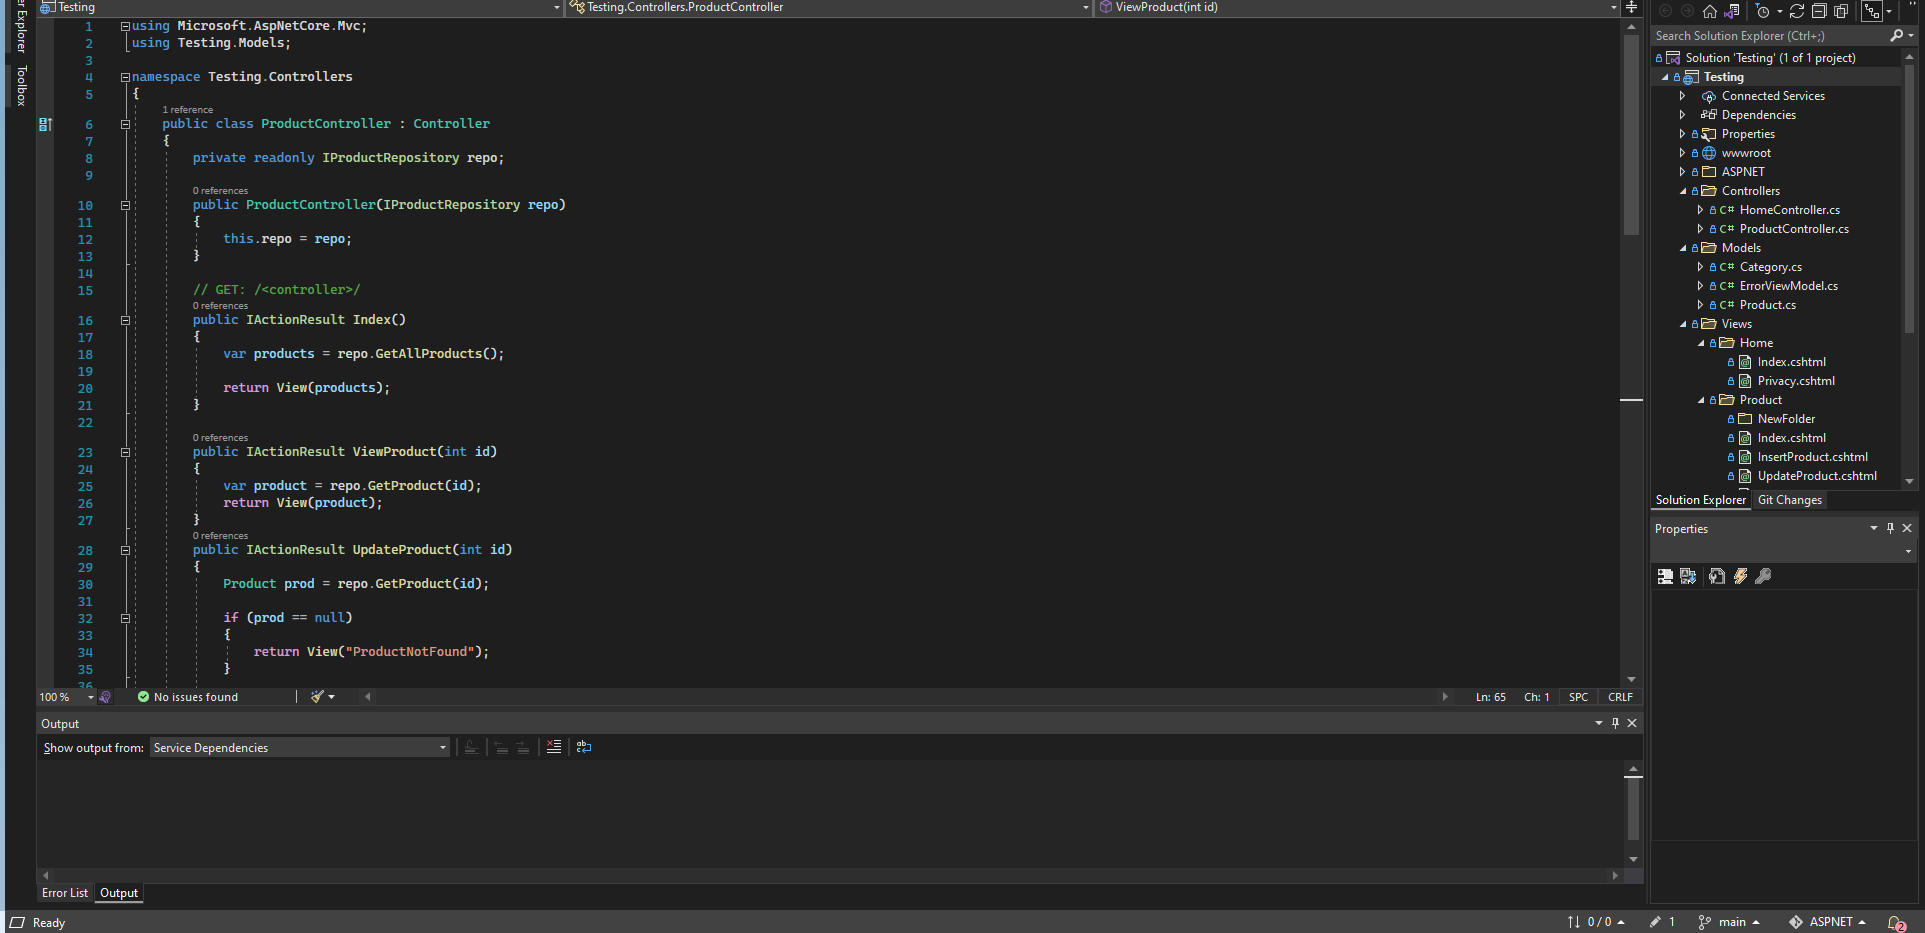 Testing
Testing.Controllers.ProductController
ViewProduct(int id)
Toolbox
1 using Microsoft.AspNetCore.Mvc;
2 using Testing.Models;
3
4 namespace Testing.Controllers
5 {
1 reference
6 public class ProductController : Controller
7 {
8 private readonly IProductRepository repo;
9
0 references
10 public ProductController(IProductRepository repo)
11 {
12 this.repo = repo;
13 }
14
15 // GET: /<controller>/
0 references
16 public IActionResult Index()
17 {
18 var products = repo.GetAllProducts();
19
20 return View(products);
21 }
22
0 references
23 public IActionResult ViewProduct(int id)
24 {
25 var product = repo.GetProduct(id);
26 return View(product);
27 }
0 references
28 public IActionResult UpdateProduct(int id)
29 {
30 Product prod = repo.GetProduct(id);
31
32 if (prod == null)
33 {
34 return View("ProductNotFound");
35 }
36
100 %
No issues found
Ln: 65 Ch: 1 SPC CRLF
Output
Show output from: Service Dependencies
Error List Output
Search Solution Explorer (Ctrl+;)
Solution 'Testing' (1 of 1 project)
Testing
Connected Services
Dependencies
Properties
wwwroot
ASPNET
Controllers
C# HomeController.cs
C# ProductController.cs
Models
C# Category.cs
C# ErrorViewModel.cs
C# Product.cs
Views
Home
Index.cshtml
Privacy.cshtml
Product
NewFolder
Index.cshtml
InsertProduct.cshtml
UpdateProduct.cshtml
Solution Explorer Git Changes
Properties
Ready
0 / 0 1 main ASPNET 2